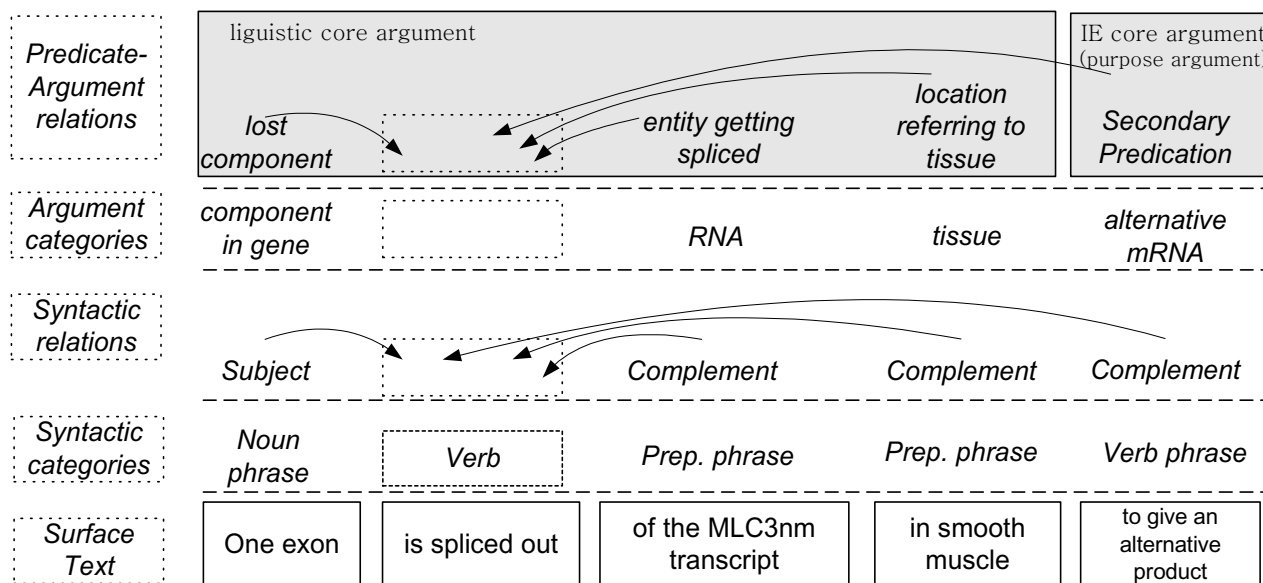 liguistic core argument
IE core argument
(purpose argument)
Predicate-
Argument
relations
lost
component
entity getting
spliced
location
referring to
tissue
Secondary
Predication
Argument
categories
component
in gene
RNA
tissue
alternative
mRNA
Syntactic
relations
Subject
Complement
Complement
Complement
Syntactic
categories
Noun
phrase
Verb
Prep. phrase
Prep. phrase
Verb phrase
Surface
Text
One exon
is spliced out
of the MLC3nm
transcript
in smooth
muscle
to give an
alternative
product